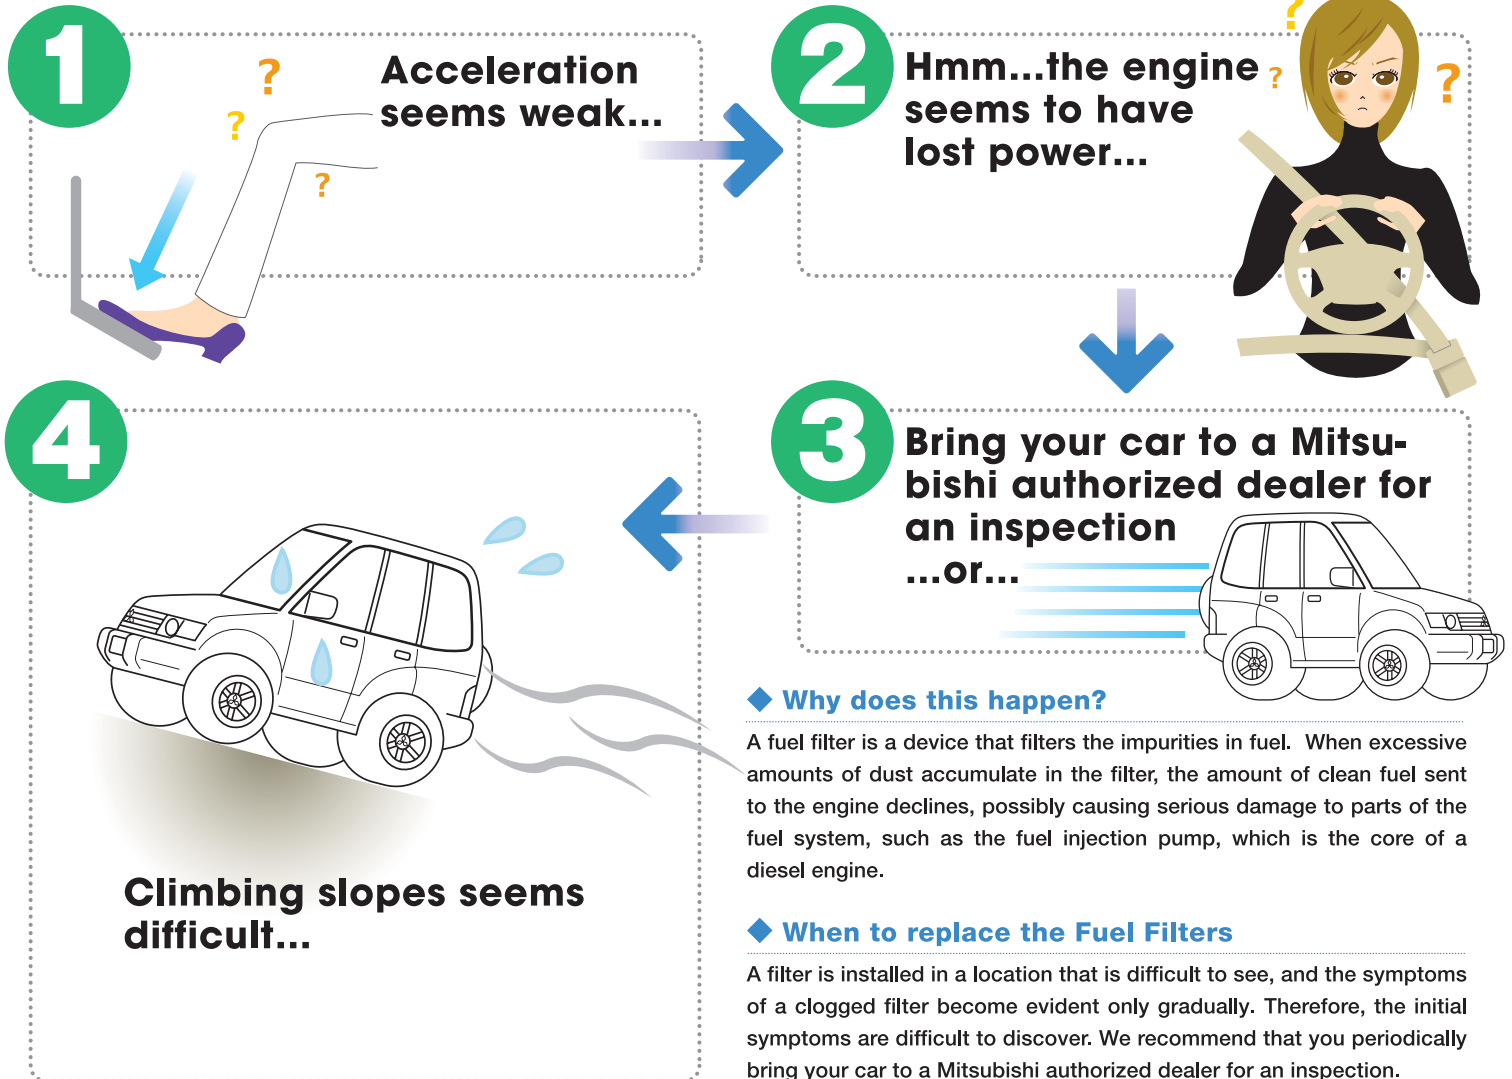 1
?
?
?
Acceleration
seems weak...
2
Hmm...the engine
seems to have
lost power...
?
?
?
3
Bring your car to a Mitsu-
bishi authorized dealer for
an inspection
...or...
4
Climbing slopes seems
difficult...
Why does this happen?
A fuel filter is a device that filters the impurities in fuel.  When excessive
amounts of dust accumulate in the filter, the amount of clean fuel sent
to the engine declines, possibly causing serious damage to parts of the
fuel system, such as the fuel injection pump, which is the core of a
diesel engine.
When to replace the Fuel Filters
A filter is installed in a location that is difficult to see, and the symptoms
of a clogged filter become evident only gradually. Therefore, the initial
symptoms are difficult to discover. We recommend that you periodically
bring your car to a Mitsubishi authorized dealer for an inspection.